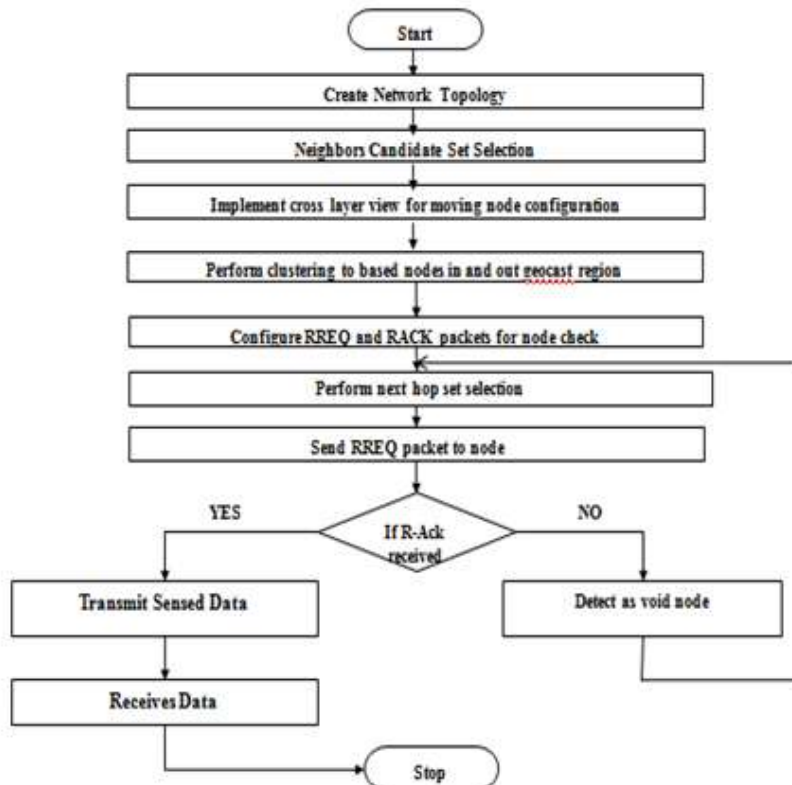 Start
Create Network Topology
Neighbors Candidate Set Selection
Implement cross layer view for moving node configuration
Perform clustering to based nodes in and out geocast region
Configure RREQ and RACK packets for node check
Perform next hop set selection
Send RREQ packet to node
YES
If R-Ack
received
NO
Transmit Sensed Data
Detect as void node
Receives Data
Stop